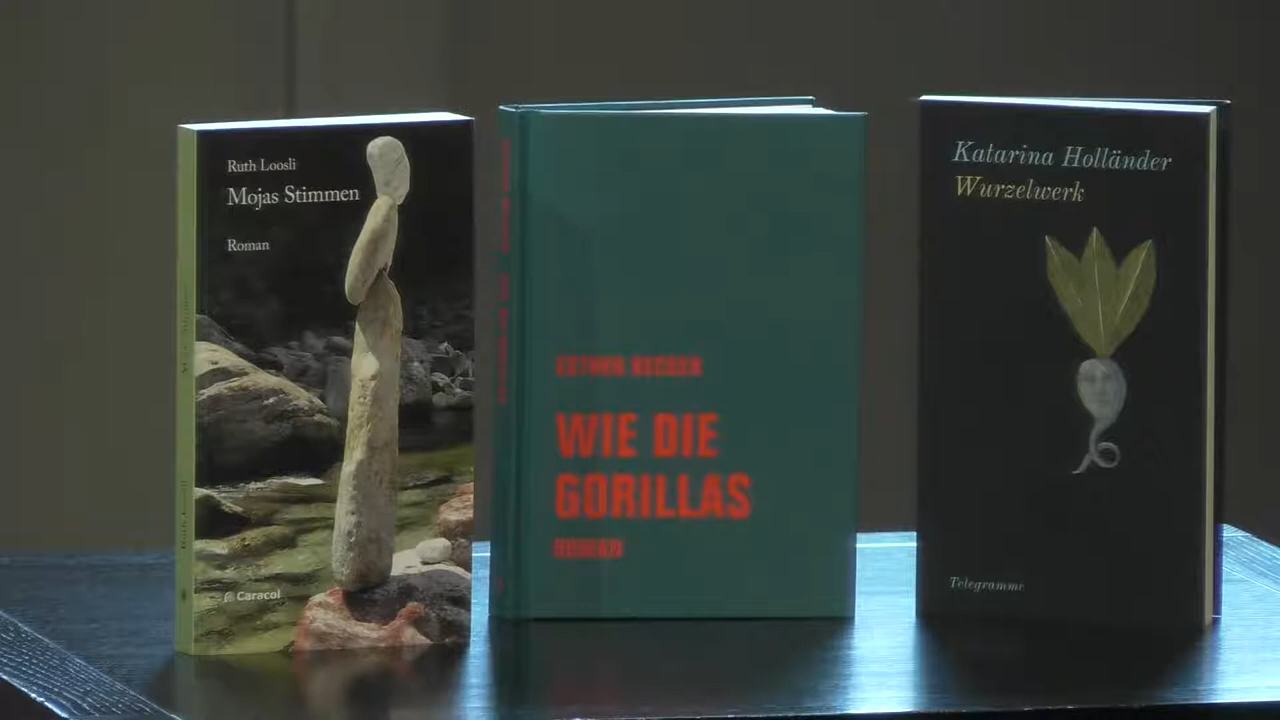 Ruth Loosli
Mojas Stimmen
Roman
Caracol
ESTHER BECKER
WIE DIE
GORILLAS
ROMAN
Katarina Holländer
Wurzelwerk
Telegramme